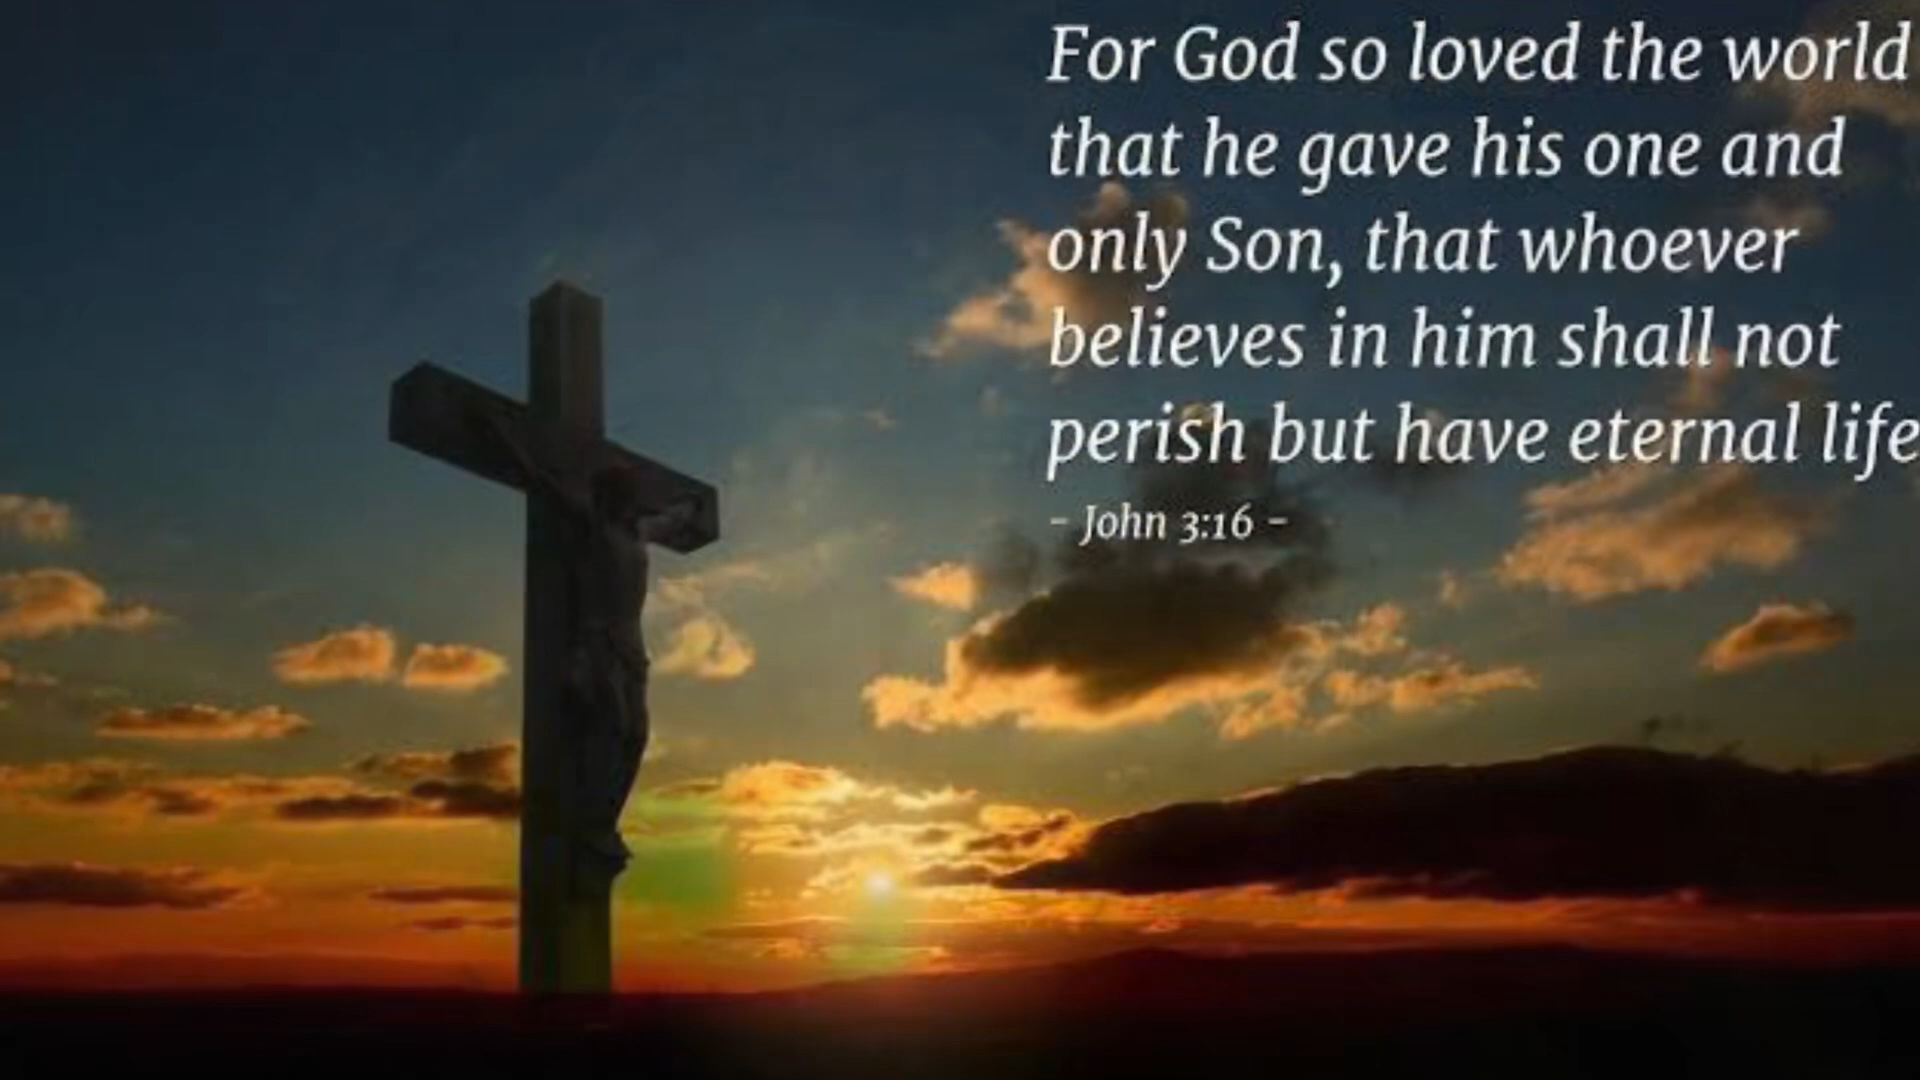 For God so loved the world
that he gave his one and
only Son, that whoever
believes in him shall not
perish but have eternal life
- John 3:16 -